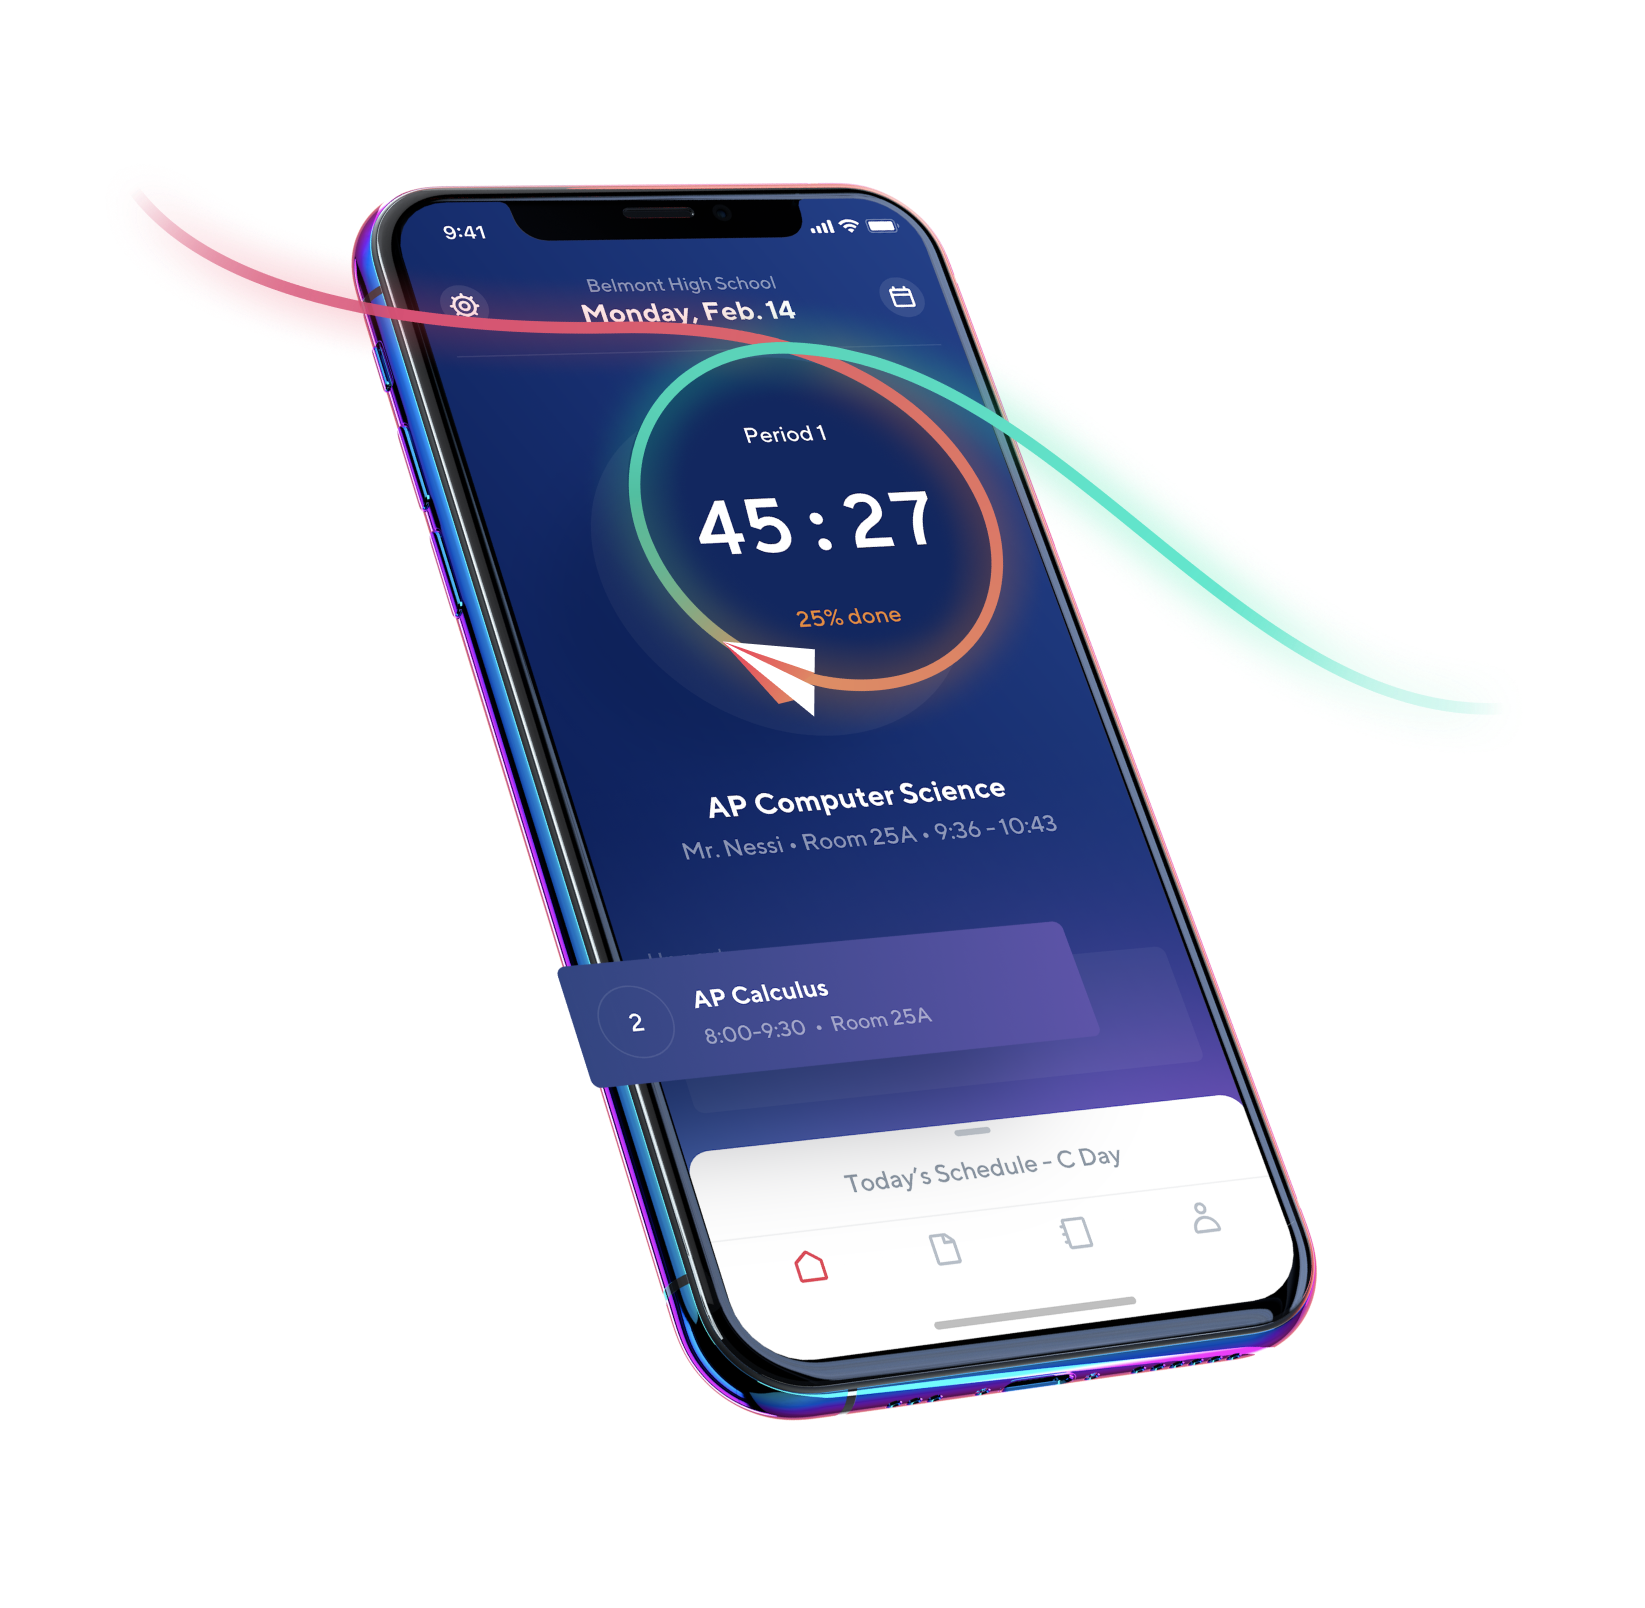 9:41
Belmont High School
Monday, Feb. 14
Period 1
45:27
25% done
AP Computer Science
Mr. Nessi • Room 25A • 9:36 - 10:43
2
AP Calculus
8:00-9:30 • Room 25A
Today's Schedule - C Day